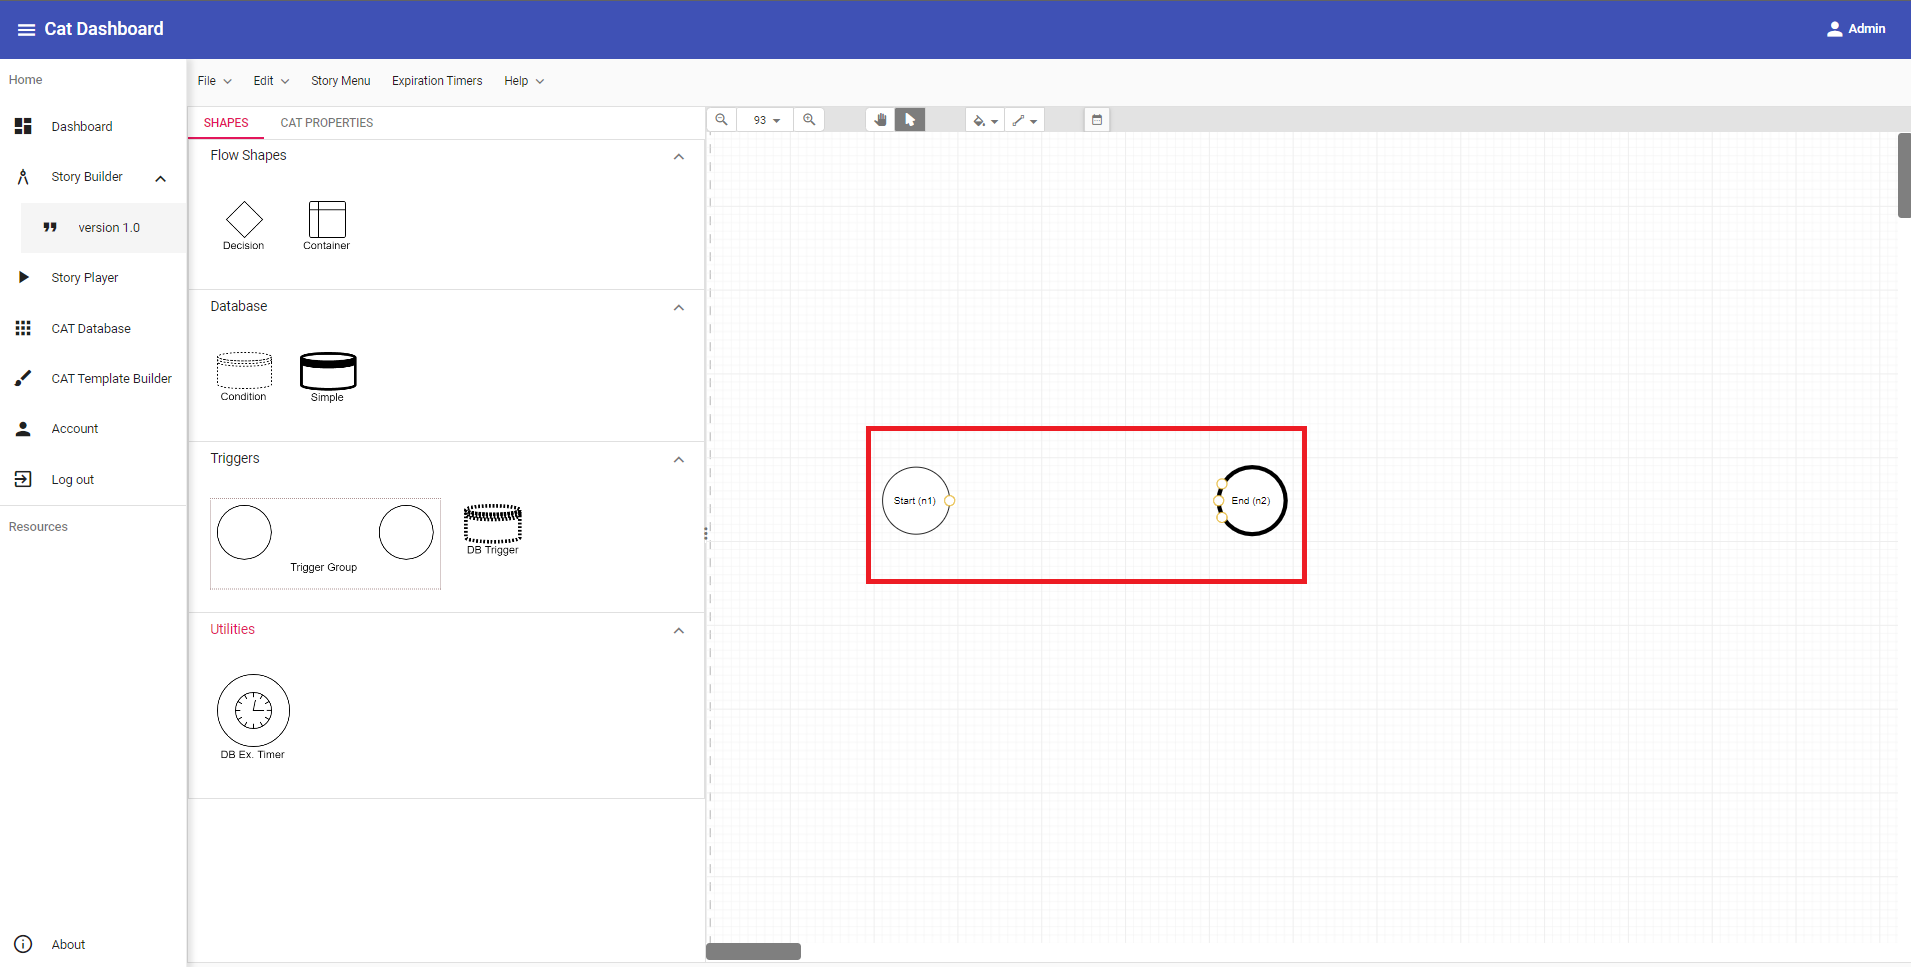 Cat Dashboard
Admin
Home
Dashboard
Story Builder
version 1.0
Story Player
CAT Database
CAT Template Builder
Account
Log out
Resources
About
File
Edit
Story Menu
Expiration Timers
Help
SHAPES
CAT PROPERTIES
Flow Shapes
Decision
Container
Database
Condition
Simple
Triggers
Trigger Group
DB Trigger
Utilities
DB Ex. Timer
93
Start (n1)
End (n2)